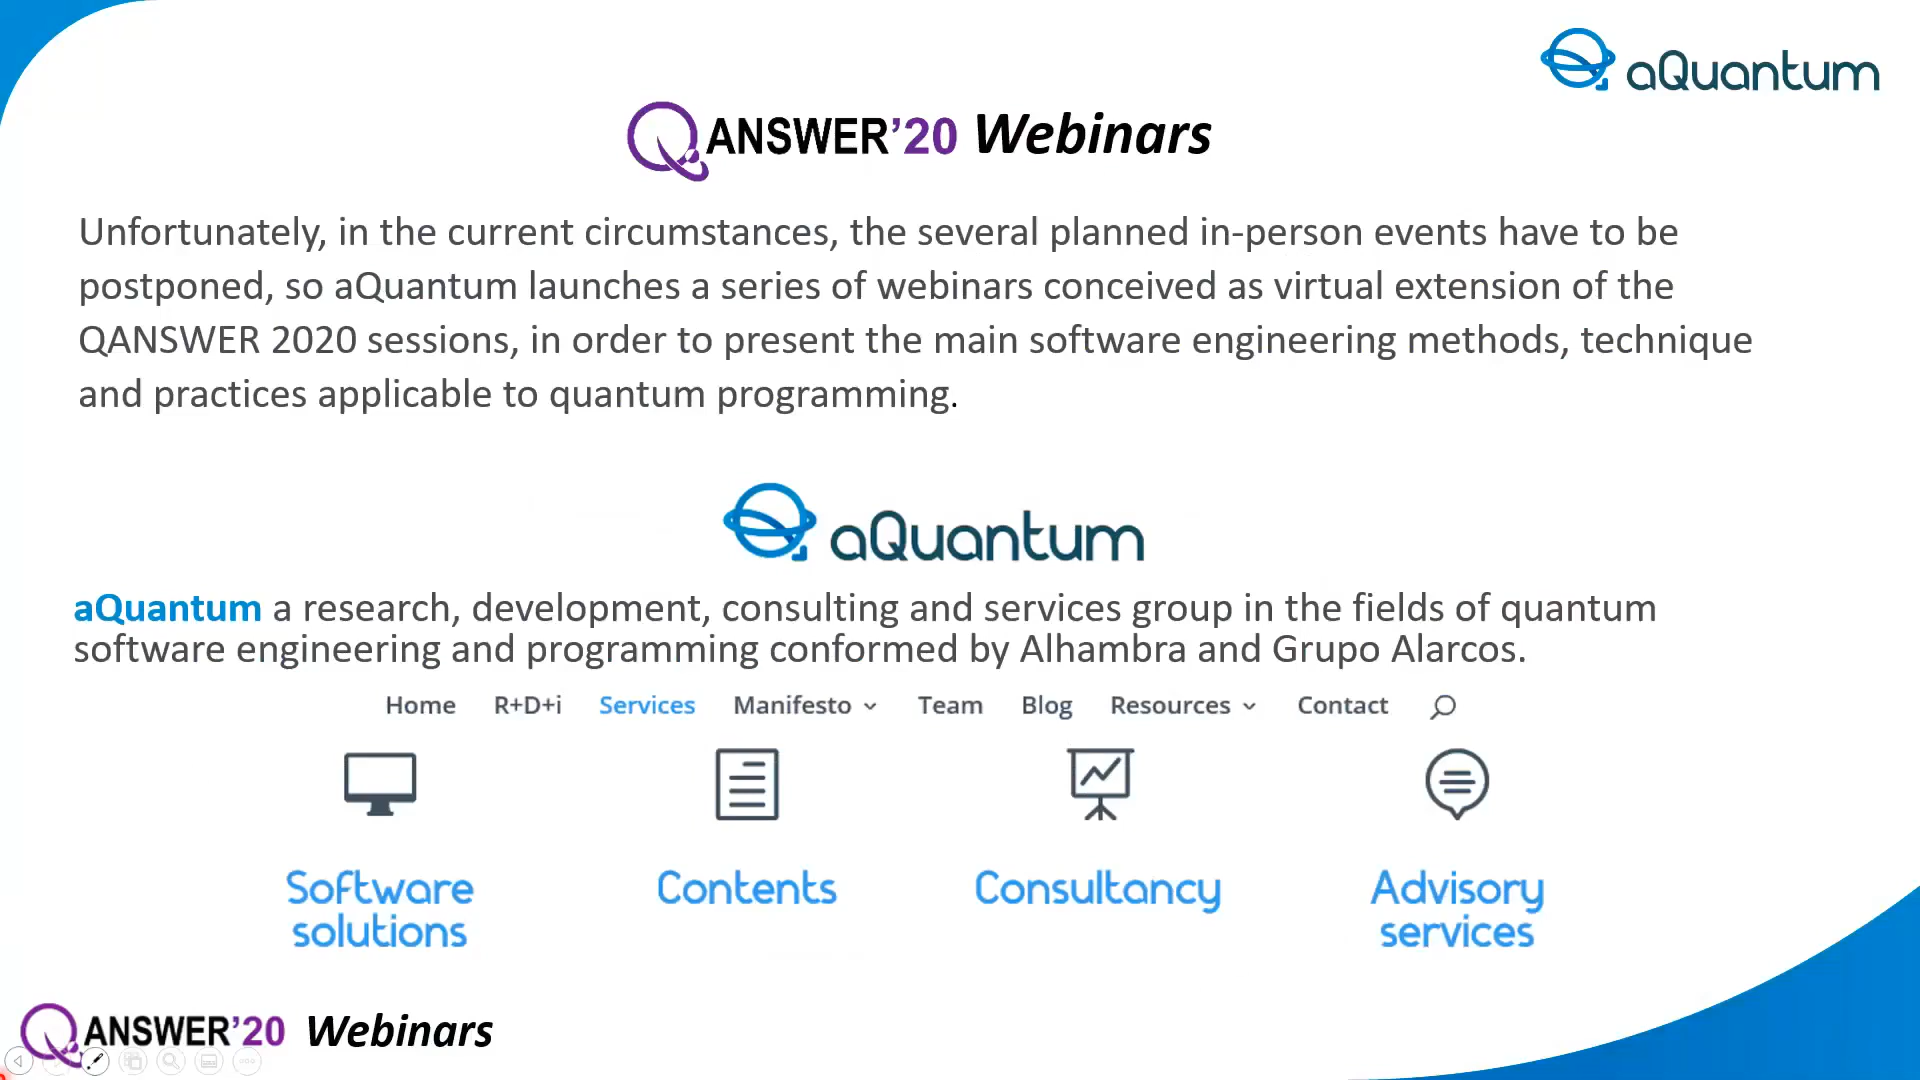 aQuantum
QANSWER’20 Webinars
Unfortunately, in the current circumstances, the several planned in-person events have to be
postponed, so aQuantum launches a series of webinars conceived as virtual extension of the
QANSWER 2020 sessions, in order to present the main software engineering methods, technique
and practices applicable to quantum programming.
aQuantum
aQuantum a research, development, consulting and services group in the fields of quantum
software engineering and programming conformed by Alhambra and Grupo Alarcos.
Home R+D+i Services Manifesto Team Blog Resources Contact
Software
solutions
Contents
Consultancy
Advisory
services
QANSWER’20 Webinars